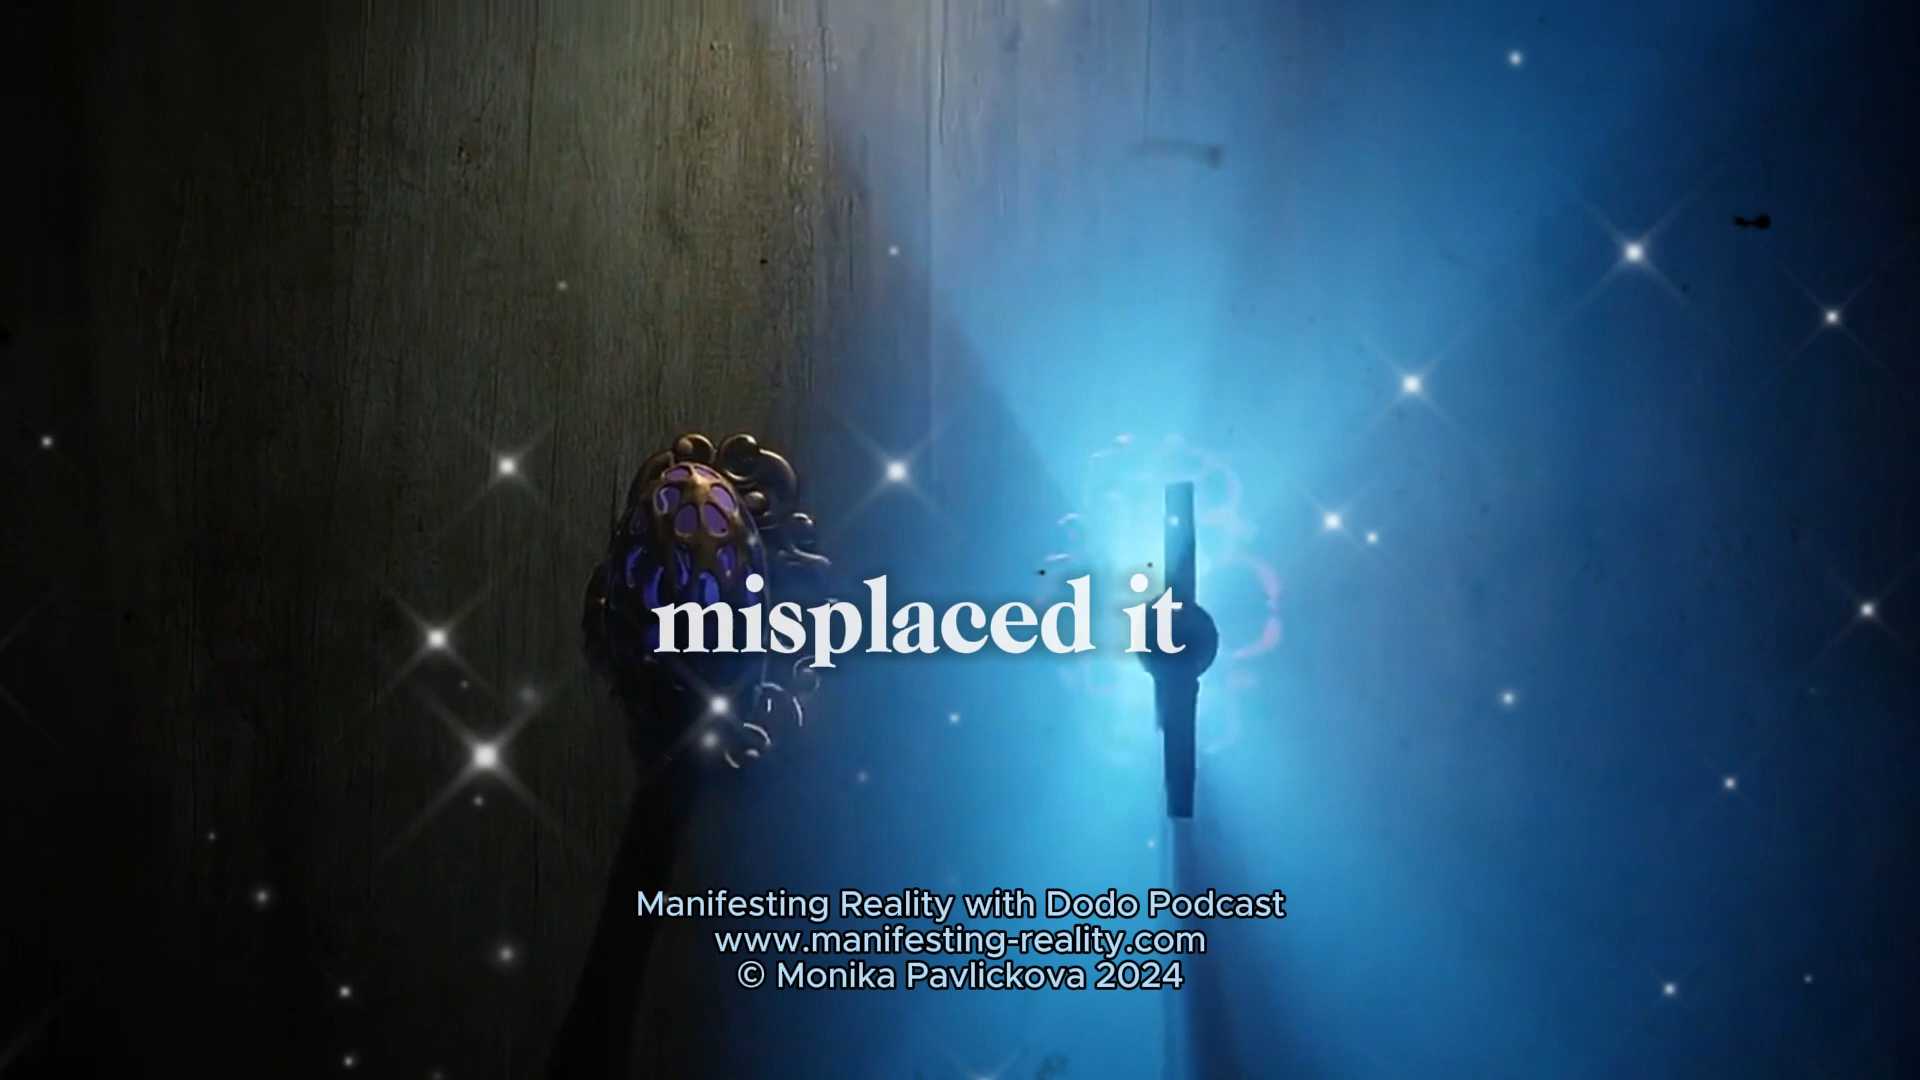 misplaced it
Manifesting Reality with Dodo Podcast
www.manifesting-reality.com
© Monika Pavlickova 2024